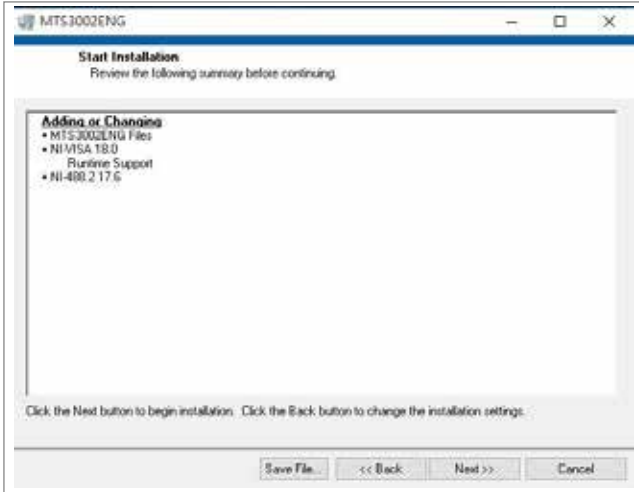 MTS3002ENG
Start Installation
Review the following summary before continuing.
Adding or Changing
• MTS3002ENG Files
• NI-VISA 18.0
Runtime Support
• NI-488.2 17.6
Click the Next button to begin installation. Click the Back button to change the installation settings.
Save File... << Back Next >> Cancel